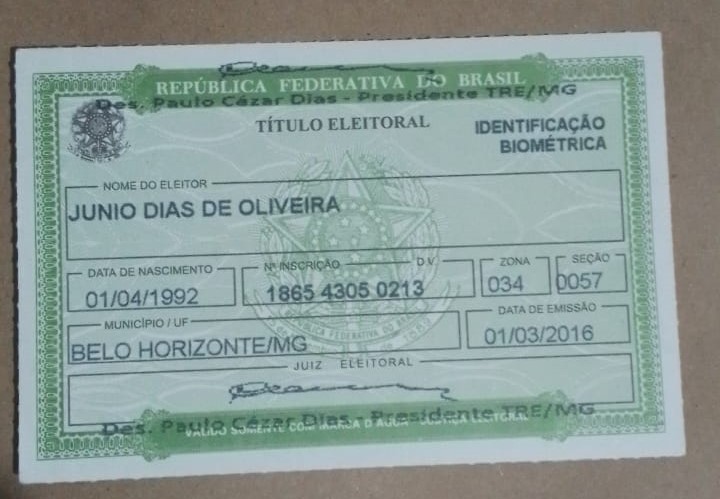 REPÚBLICA FEDERATIVA DO BRASIL
Des. Paulo Cézar Dias - Presidente TRE/MG
TÍTULO ELEITORAL
IDENTIFICAÇÃO
BIOMÉTRICA
NOME DO ELEITOR
JUNIO DIAS DE OLIVEIRA
DATA DE NASCIMENTO Nº INSCRIÇÃO D.V. ZONA SEÇÃO
01/04/1992 1865 4305 0213 034 0057
MUNICÍPIO / UF DATA DE EMISSÃO
BELO HORIZONTE/MG 01/03/2016
JUIZ ELEITORAL
Des. Paulo Cézar Dias - Presidente TRE/MG
VÁLIDO SOMENTE COM MARCA D'ÁGUA - JUSTIÇA ELEITORAL